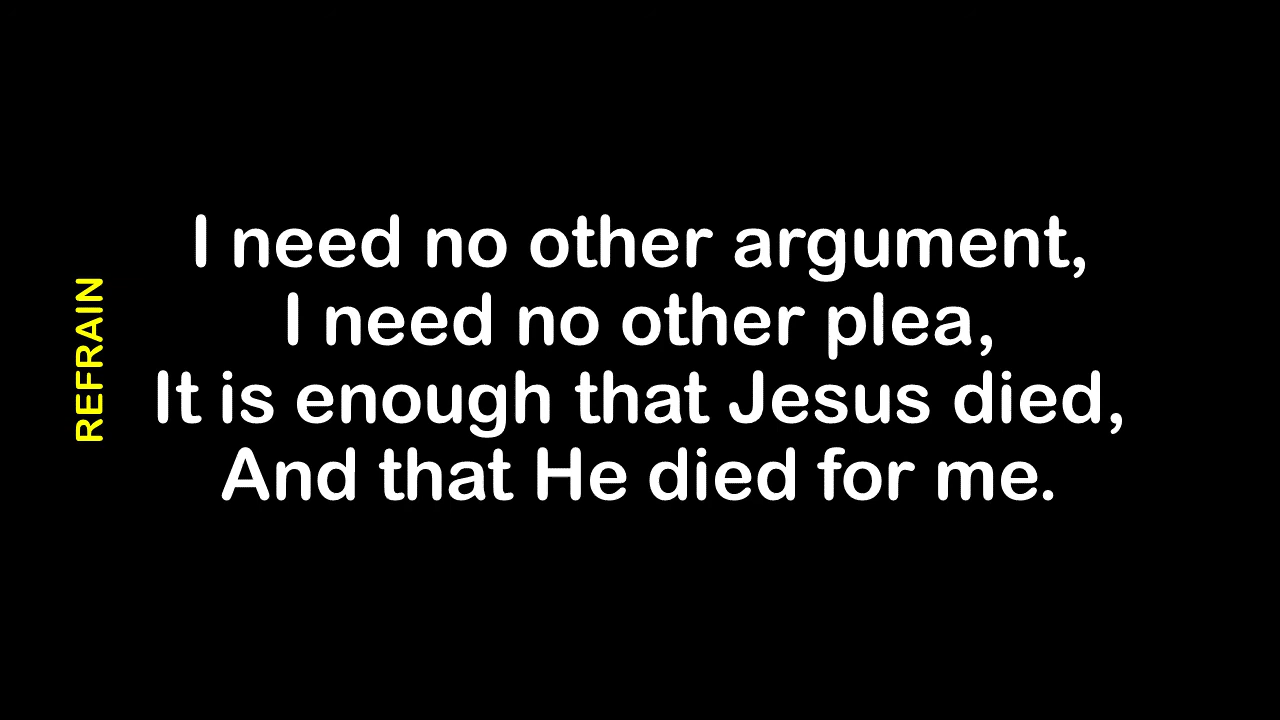 REFRAIN
I need no other argument,
I need no other plea,
It is enough that Jesus died,
And that He died for me.